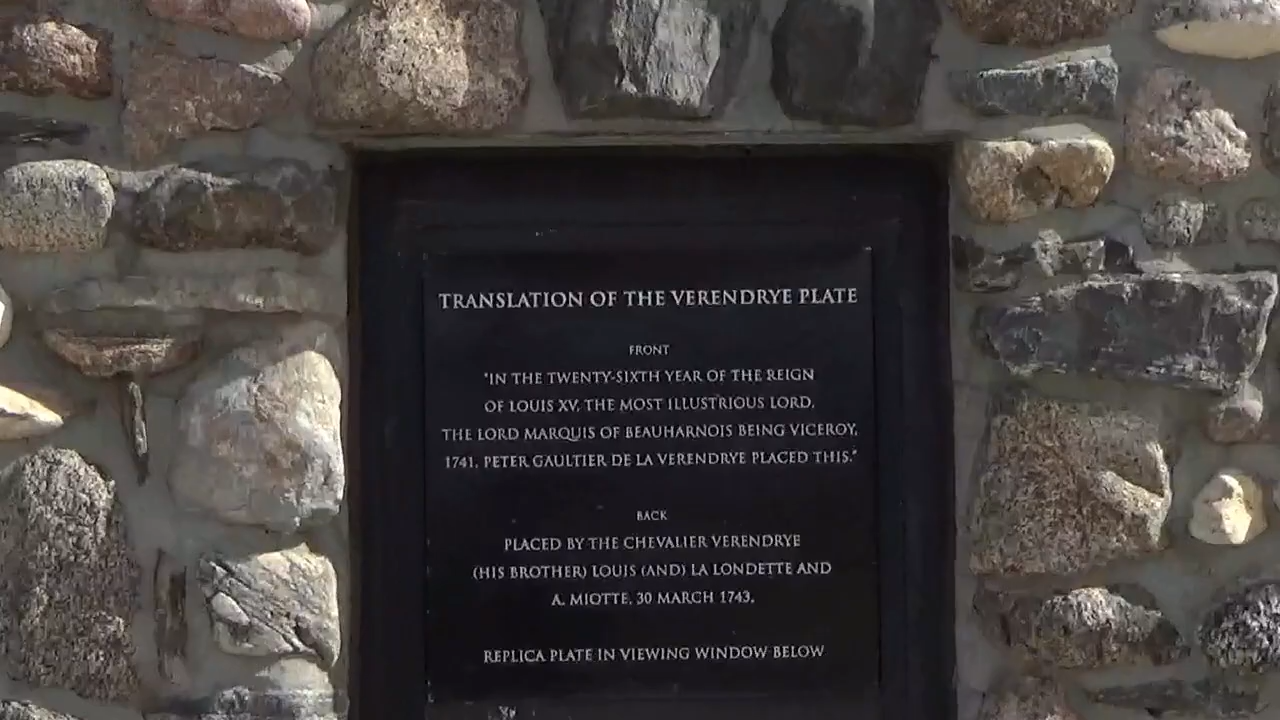 TRANSLATION OF THE VERENDRYE PLATE
FRONT
"IN THE TWENTY-SIXTH YEAR OF THE REIGN
OF LOUIS XV, THE MOST ILLUSTRIOUS LORD,
THE LORD MARQUIS OF BEAUHARNOIS BEING VICEROY,
1741, PETER GAULTIER DE LA VERENDRYE PLACED THIS."
BACK
PLACED BY THE CHEVALIER VERENDRYE
(HIS BROTHER) LOUIS (AND) LA LONDETTE AND
A. MIOTTE, 30 MARCH 1743.
REPLICA PLATE IN VIEWING WINDOW BELOW